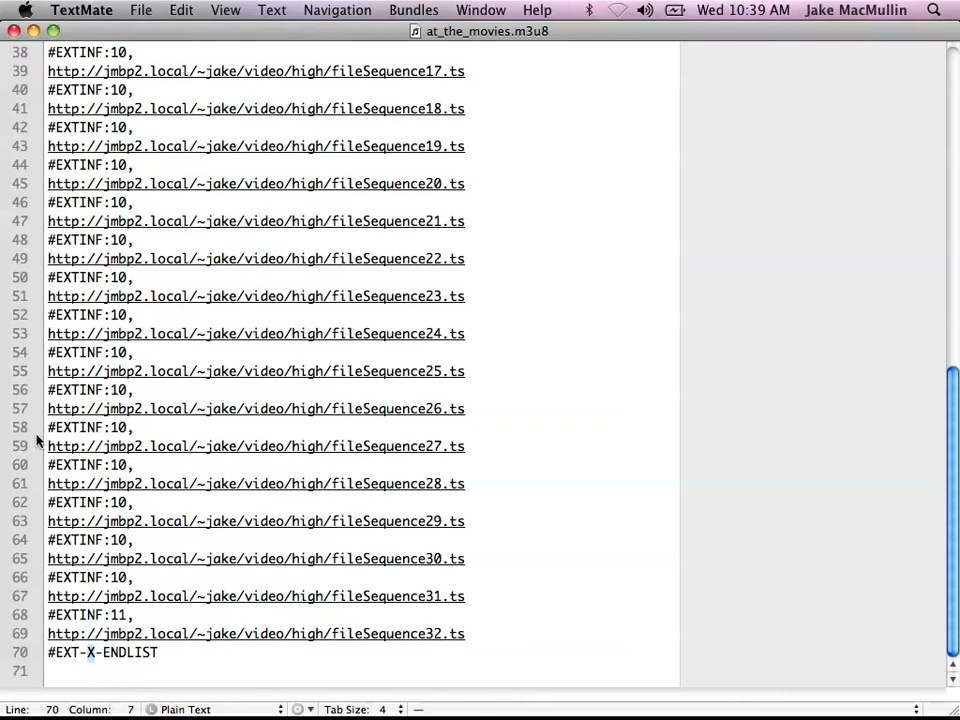 TextMate File Edit View Text Navigation Bundles Window Help Wed 10:39 AM Jake MacMullin
at_the_movies.m3u8
38 #EXTINF:10,
39 http://jmbp2.local/~jake/video/high/fileSequence17.ts
40 #EXTINF:10,
41 http://jmbp2.local/~jake/video/high/fileSequence18.ts
42 #EXTINF:10,
43 http://jmbp2.local/~jake/video/high/fileSequence19.ts
44 #EXTINF:10,
45 http://jmbp2.local/~jake/video/high/fileSequence20.ts
46 #EXTINF:10,
47 http://jmbp2.local/~jake/video/high/fileSequence21.ts
48 #EXTINF:10,
49 http://jmbp2.local/~jake/video/high/fileSequence22.ts
50 #EXTINF:10,
51 http://jmbp2.local/~jake/video/high/fileSequence23.ts
52 #EXTINF:10,
53 http://jmbp2.local/~jake/video/high/fileSequence24.ts
54 #EXTINF:10,
55 http://jmbp2.local/~jake/video/high/fileSequence25.ts
56 #EXTINF:10,
57 http://jmbp2.local/~jake/video/high/fileSequence26.ts
58 #EXTINF:10,
59 http://jmbp2.local/~jake/video/high/fileSequence27.ts
60 #EXTINF:10,
61 http://jmbp2.local/~jake/video/high/fileSequence28.ts
62 #EXTINF:10,
63 http://jmbp2.local/~jake/video/high/fileSequence29.ts
64 #EXTINF:10,
65 http://jmbp2.local/~jake/video/high/fileSequence30.ts
66 #EXTINF:10,
67 http://jmbp2.local/~jake/video/high/fileSequence31.ts
68 #EXTINF:11,
69 http://jmbp2.local/~jake/video/high/fileSequence32.ts
70 #EXT-X-ENDLIST
71
Line: 70 Column: 7 L Plain Text Tab Size: 4 —